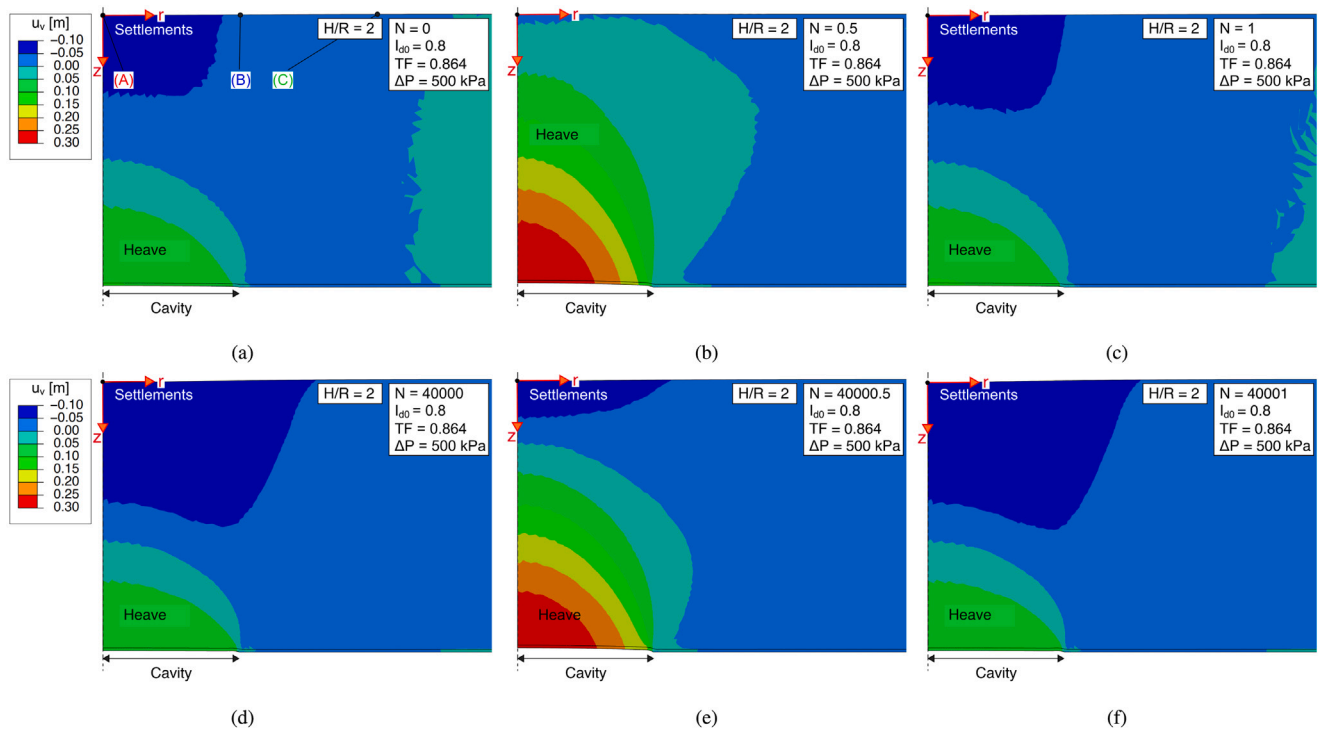 uᵥ [m]
−0.10
−0.05
0.00
0.05
0.10
0.15
0.20
0.25
0.30
r
z
Settlements
(A)
(B)
(C)
H/R = 2
N = 0
I_d0 = 0.8
TF = 0.864
ΔP = 500 kPa
Heave
Cavity
(a)
r
z
H/R = 2
N = 0.5
I_d0 = 0.8
TF = 0.864
ΔP = 500 kPa
Heave
Cavity
(b)
r
z
Settlements
H/R = 2
N = 1
I_d0 = 0.8
TF = 0.864
ΔP = 500 kPa
Heave
Cavity
(c)
uᵥ [m]
−0.10
−0.05
0.00
0.05
0.10
0.15
0.20
0.25
0.30
r
z
Settlements
H/R = 2
N = 40000
I_d0 = 0.8
TF = 0.864
ΔP = 500 kPa
Heave
Cavity
(d)
r
z
Settlements
H/R = 2
N = 40000.5
I_d0 = 0.8
TF = 0.864
ΔP = 500 kPa
Heave
Cavity
(e)
r
z
Settlements
H/R = 2
N = 40001
I_d0 = 0.8
TF = 0.864
ΔP = 500 kPa
Heave
Cavity
(f)